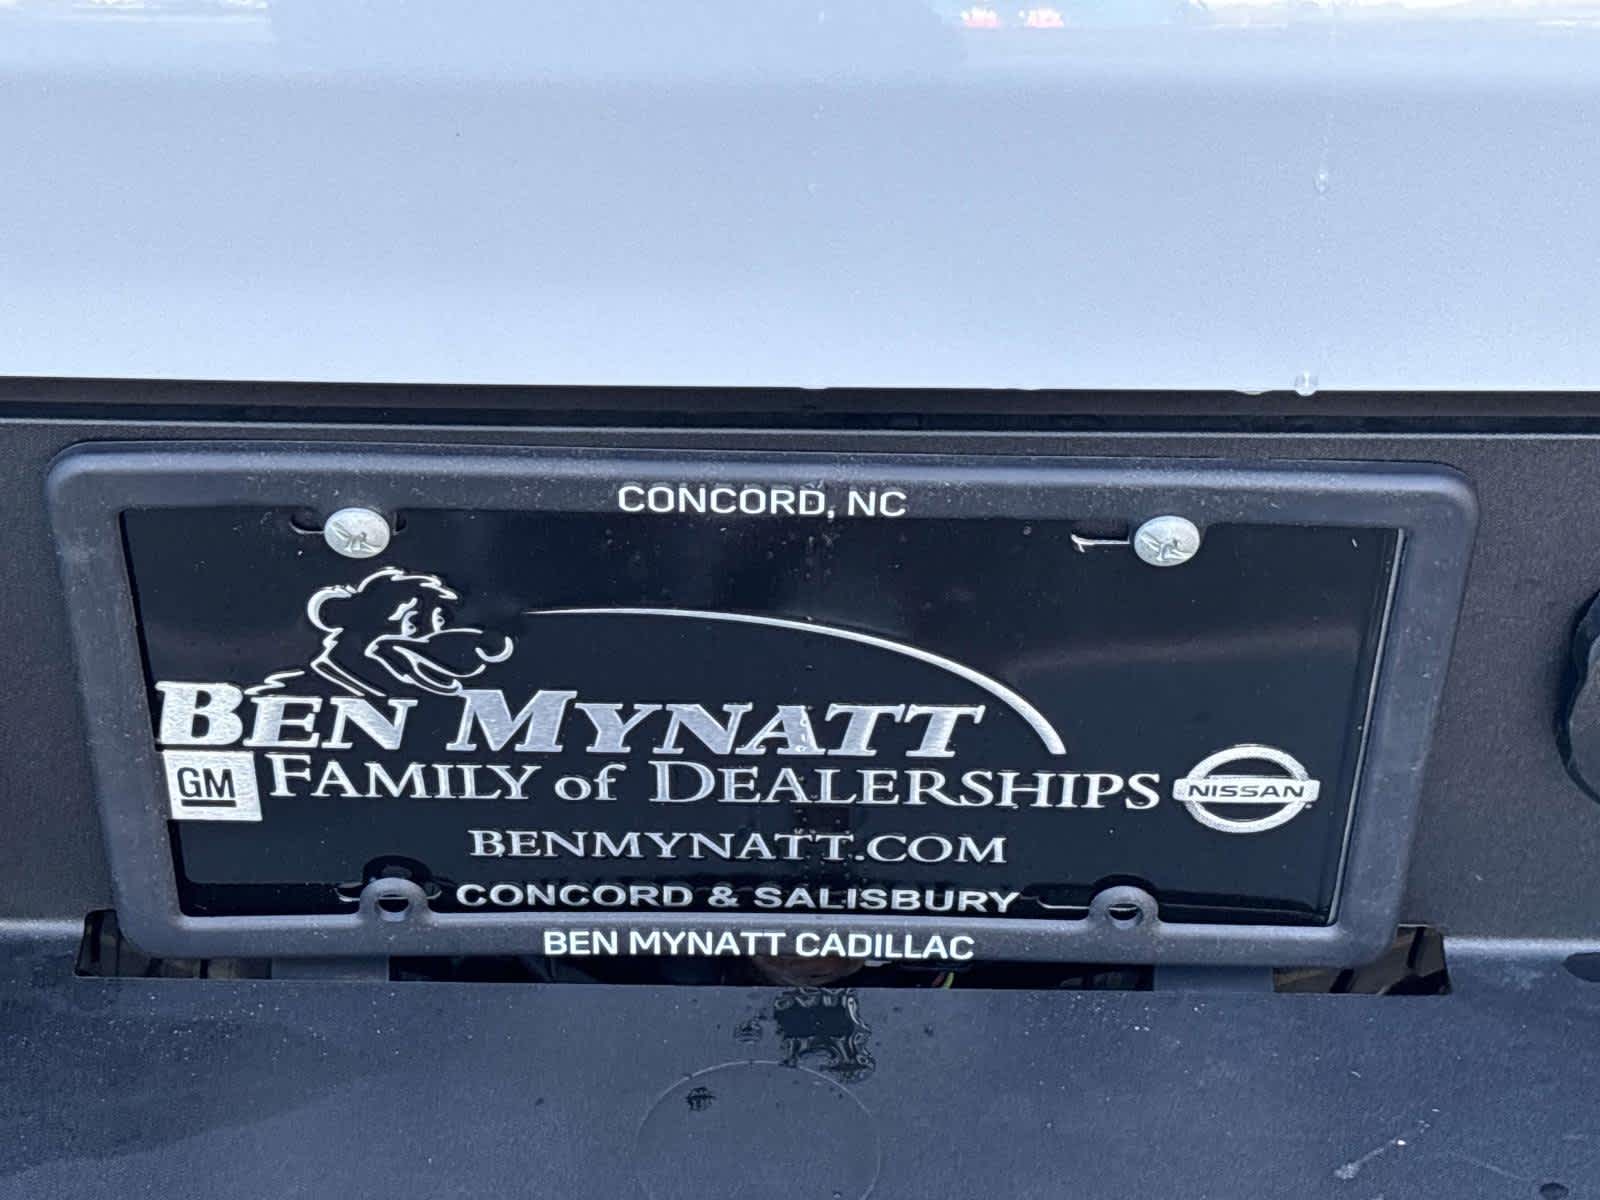 CONCORD, NC
BEN MYNATT
GM FAMILY of DEALERSHIPS NISSAN
BENMYNATT.COM
CONCORD & SALISBURY
BEN MYNATT CADILLAC